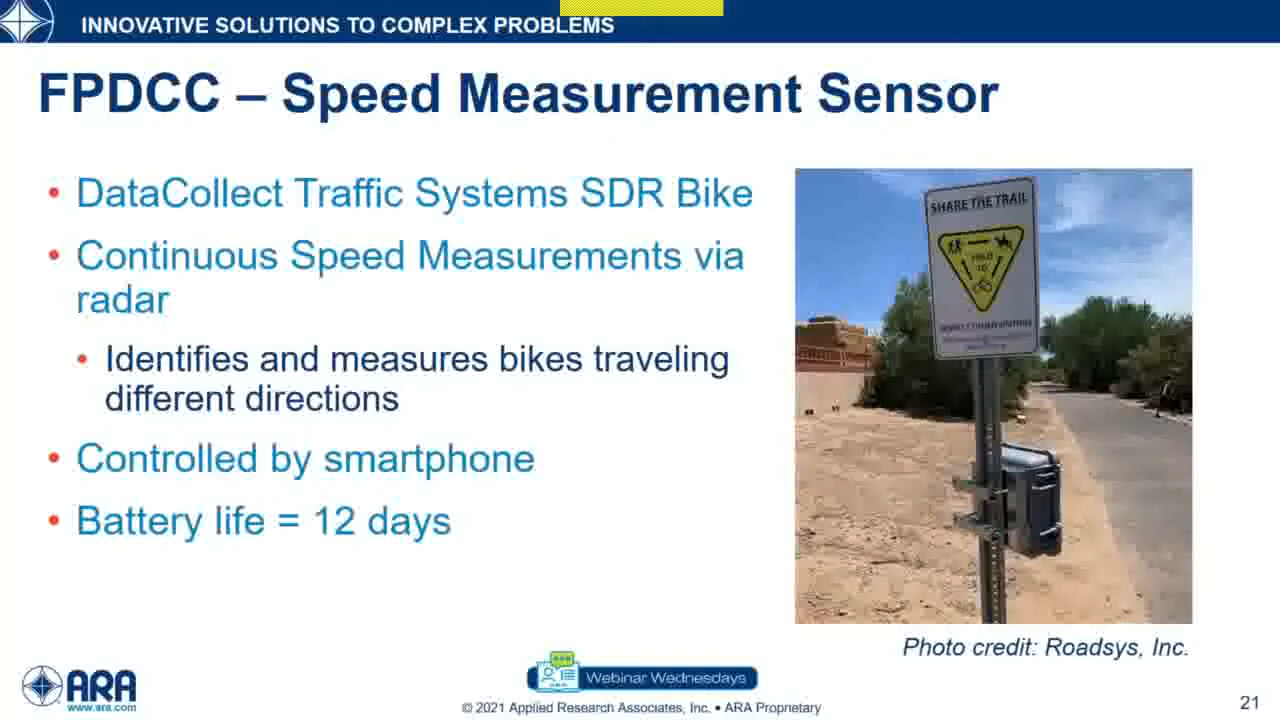 INNOVATIVE SOLUTIONS TO COMPLEX PROBLEMS
FPDCC – Speed Measurement Sensor
• DataCollect Traffic Systems SDR Bike
• Continuous Speed Measurements via
radar
• Identifies and measures bikes traveling
different directions
• Controlled by smartphone
• Battery life = 12 days
SHARE THE TRAIL
YIELD
TO
Photo credit: Roadsys, Inc.
ARA
www.ara.com
Webinar Wednesdays
© 2021 Applied Research Associates, Inc. • ARA Proprietary
21